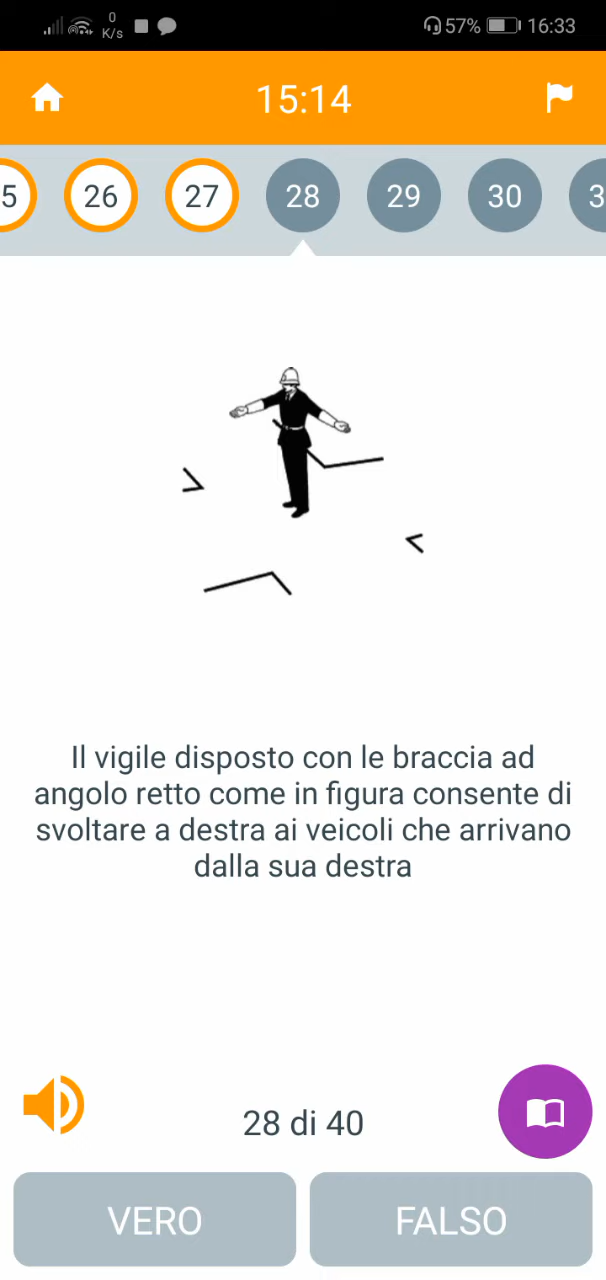 0
K/s
57%
16:33
15:14
5
26
27
28
29
30
3
Il vigile disposto con le braccia ad
angolo retto come in figura consente di
svoltare a destra ai veicoli che arrivano
dalla sua destra
28 di 40
VERO
FALSO